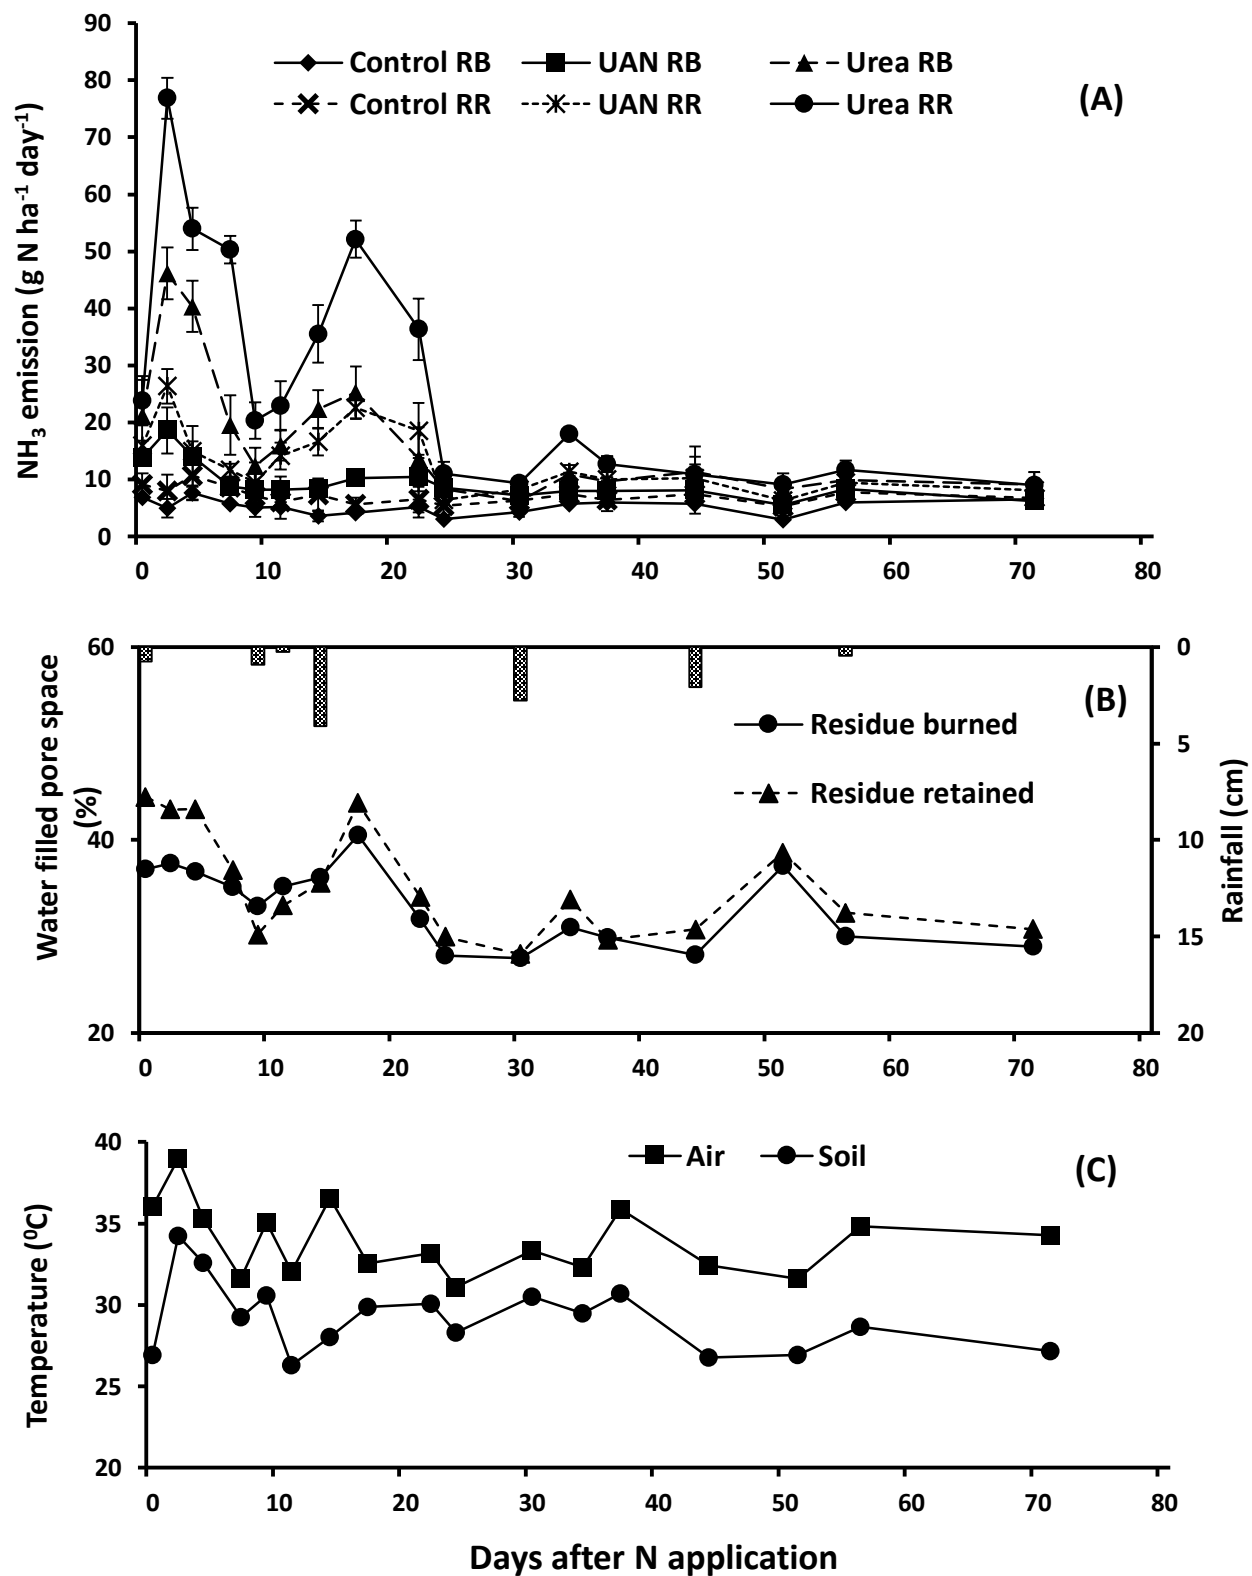 NH₃ emission (g N ha⁻¹ day⁻¹)
90
80
70
60
50
40
30
20
10
0
Control RB UAN RB Urea RB
Control RR UAN RR Urea RR
(A)
0 10 20 30 40 50 60 70 80
Water filled pore space
(%)
60
40
20
Residue burned
Residue retained
(B)
0
5
10
15
20
Rainfall (cm)
0 10 20 30 40 50 60 70 80
Temperature (⁰C)
40
35
30
25
20
Air Soil
(C)
0 10 20 30 40 50 60 70 80
Days after N application